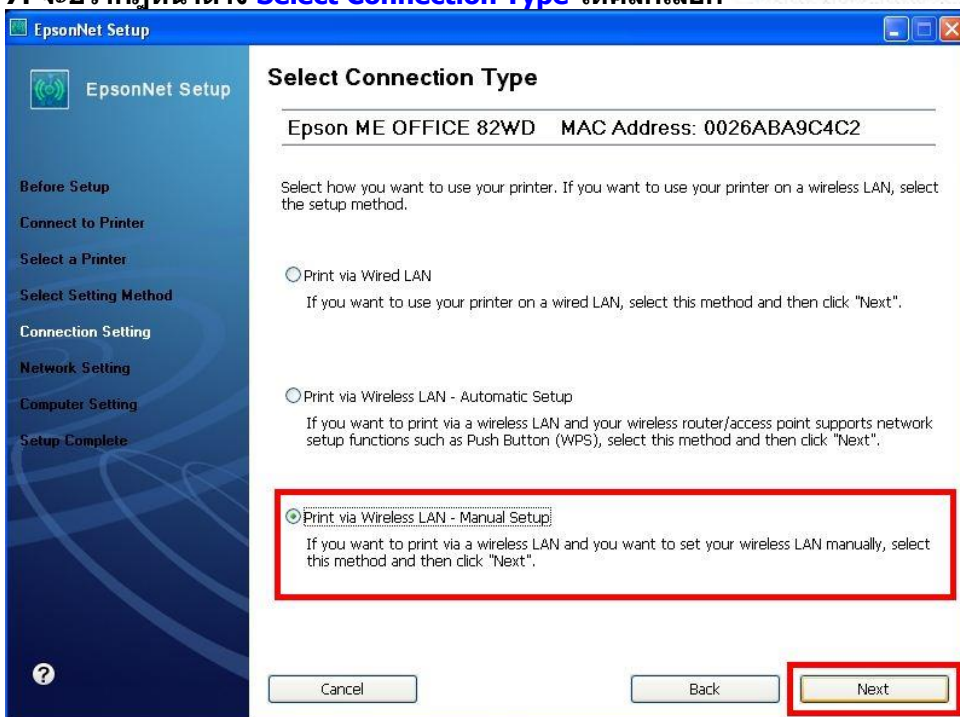 Select Connection Type
EpsonNet Setup
EpsonNet Setup
Before Setup
Connect to Printer
Select a Printer
Select Setting Method
Connection Setting
Network Setting
Computer Setting
Setup Complete
Select Connection Type
Epson ME OFFICE 82WD MAC Address: 0026ABA9C4C2
Select how you want to use your printer. If you want to use your printer on a wireless LAN, select
the setup method.
Print via Wired LAN
If you want to use your printer on a wired LAN, select this method and then click "Next".
Print via Wireless LAN - Automatic Setup
If you want to print via a wireless LAN and your wireless router/access point supports network
setup functions such as Push Button (WPS), select this method and then click "Next".
Print via Wireless LAN - Manual Setup
If you want to print via a wireless LAN and you want to set your wireless LAN manually, select
this method and then click "Next".
?
Cancel
Back
Next